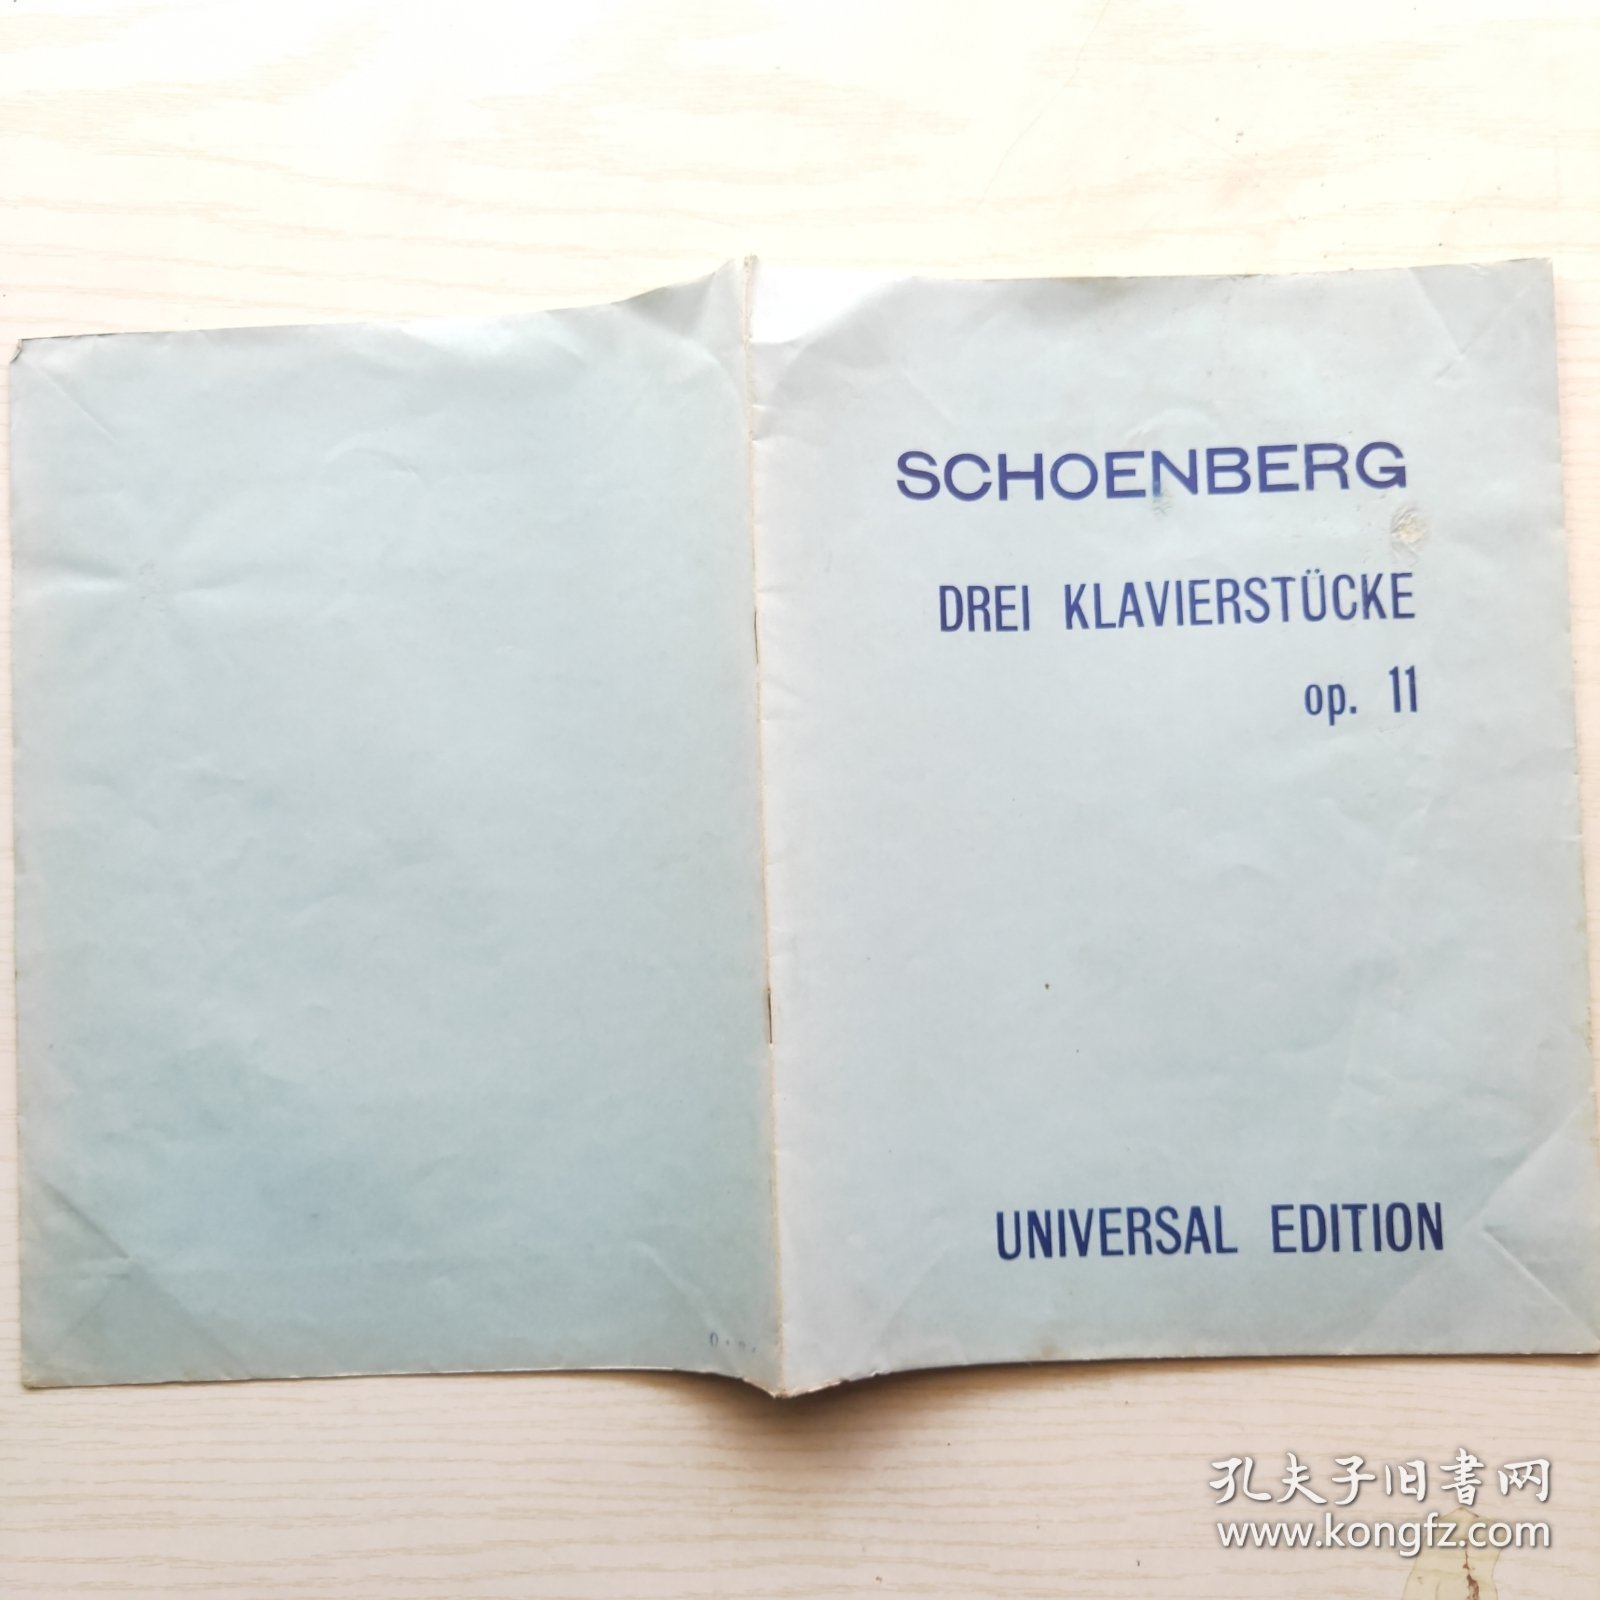 SCHOENBERG
DREI KLAVIERSTÜCKE
op. 11
UNIVERSAL EDITION
孔夫子旧书网
www.kongfz.com